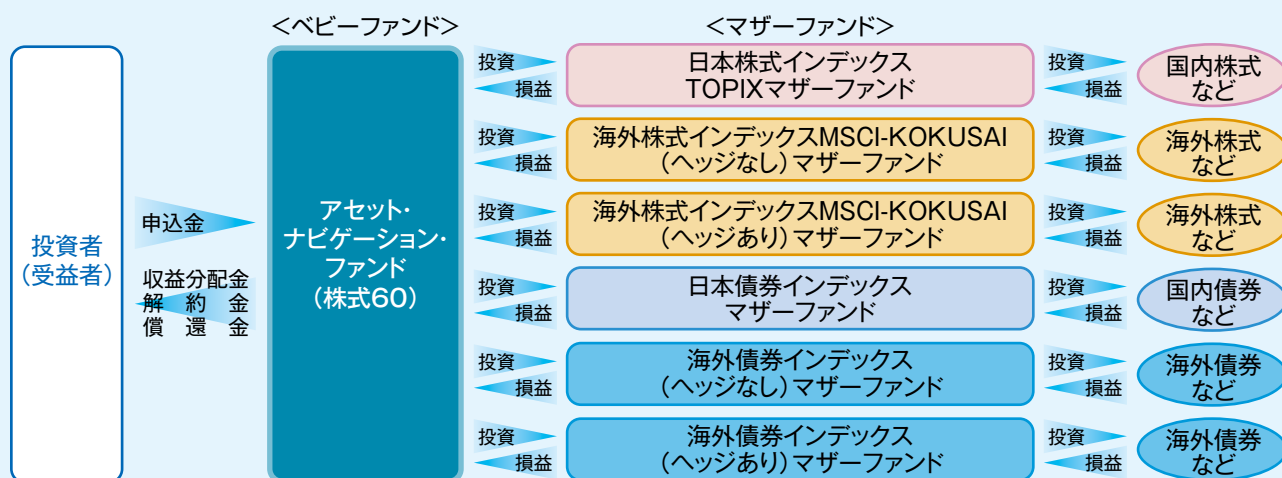 <ベビーファンド>
<マザーファンド>
投資者
(受益者)
申込金
収益分配金
解約金
償還金
アセット・
ナビゲーション・
ファンド
(株式60)
投資
損益
日本株式インデックス
TOPIXマザーファンド
投資
損益
国内株式
など
投資
損益
海外株式インデックスMSCI-KOKUSAI
(ヘッジなし)マザーファンド
投資
損益
海外株式
など
投資
損益
海外株式インデックスMSCI-KOKUSAI
(ヘッジあり)マザーファンド
投資
損益
海外株式
など
投資
損益
日本債券インデックス
マザーファンド
投資
損益
国内債券
など
投資
損益
海外債券インデックス
(ヘッジなし)マザーファンド
投資
損益
海外債券
など
投資
損益
海外債券インデックス
(ヘッジあり)マザーファンド
投資
損益
海外債券
など